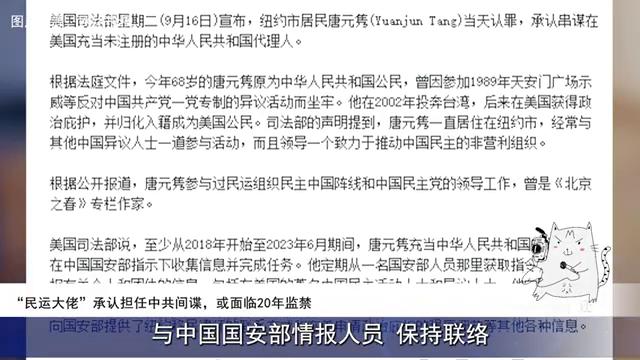 图
美国司法部星期二(9月16日)宣布，纽约市居民唐元隽(Yuanjun Tang)当天认罪，承认串谋在
美国充当未注册的中华人民共和国代理人。
根据法庭文件，今年68岁的唐元隽原为中华人民共和国公民，曾因参加1989年天安门广场示
威等反对中国共产党一党专制的异议活动而坐牢。他在2002年投奔台湾，后来在美国获得政
治庇护，并归化入籍成为美国公民。司法部的声明提到，唐元隽一直居住在纽约市，经常与
其他中国异议人士一道参与活动，而且领导一个致力于推动中国民主的非营利组织。
根据公开报道，唐元隽参与过民运组织民主中国阵线和中国民主党的领导工作，曾是《北京
之春》专栏作家。
美国司法部说，至少从2018年开始至2023年6月期间，唐元隽充当中华人民共和国
在中国国安部指示下收集信息并完成任务。他定期从一名国安部人员那里获取指
“民运大佬”承认担任中共间谍，或面临20年监禁
向国安部提供了纽约
等其他各种信息。
与中国国安部情报人员 保持联络